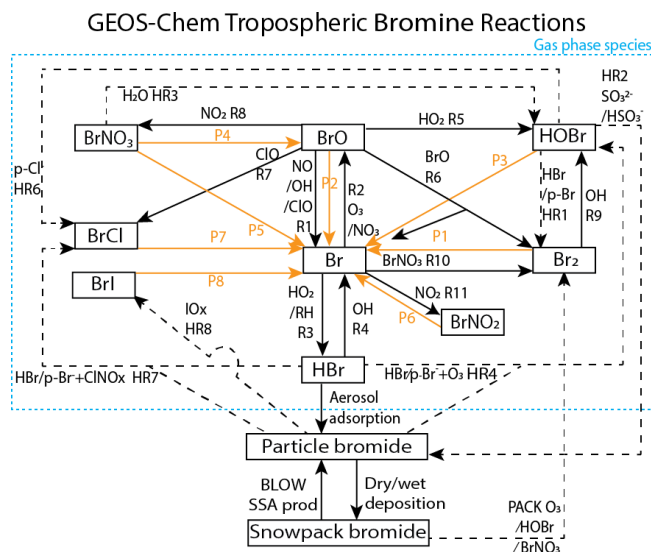 GEOS-Chem Tropospheric Bromine Reactions
Gas phase species
HR2
SO₃²⁻
/HSO₃⁻
H₂O HR3
NO₂ R8
HO₂ R5
BrNO₃
P4
BrO
HOBr
ClO
R7
NO
/OH
/ClO
R1
P2
R2
O₃
/NO₃
BrO
R6
P3
HBr
/p-Br
HR1
OH
R9
p-Cl⁻
HR6
BrCl
P7
P5
Br
P1
Br₂
BrNO₃ R10
BrI
P8
HO₂
/RH
R3
OH
R4
NO₂ R11
P6
BrNO₂
IOx
HR8
HBr
HBr/p-Br⁻+ClNOx HR7
HBr/p-Br⁻+O₃ HR4
Aerosol
adsorption
Particle bromide
BLOW
SSA prod
Dry/wet
deposition
PACK O₃
/HOBr
/BrNO₃
Snowpack bromide